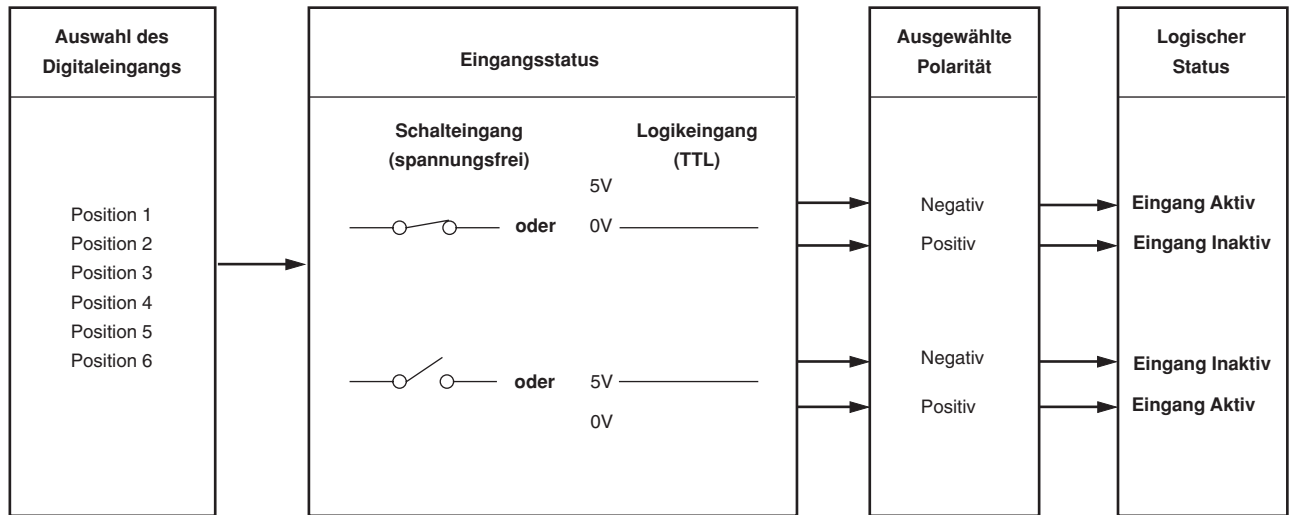 Auswahl des
Digitaleingangs
Position 1
Position 2
Position 3
Position 4
Position 5
Position 6
Eingangsstatus
Schalteingang
(spannungsfrei)
Logikeingang
(TTL)
5V
oder 0V
oder 5V
0V
Ausgewählte
Polarität
Negativ
Positiv
Negativ
Positiv
Logischer
Status
Eingang Aktiv
Eingang Inaktiv
Eingang Inaktiv
Eingang Aktiv